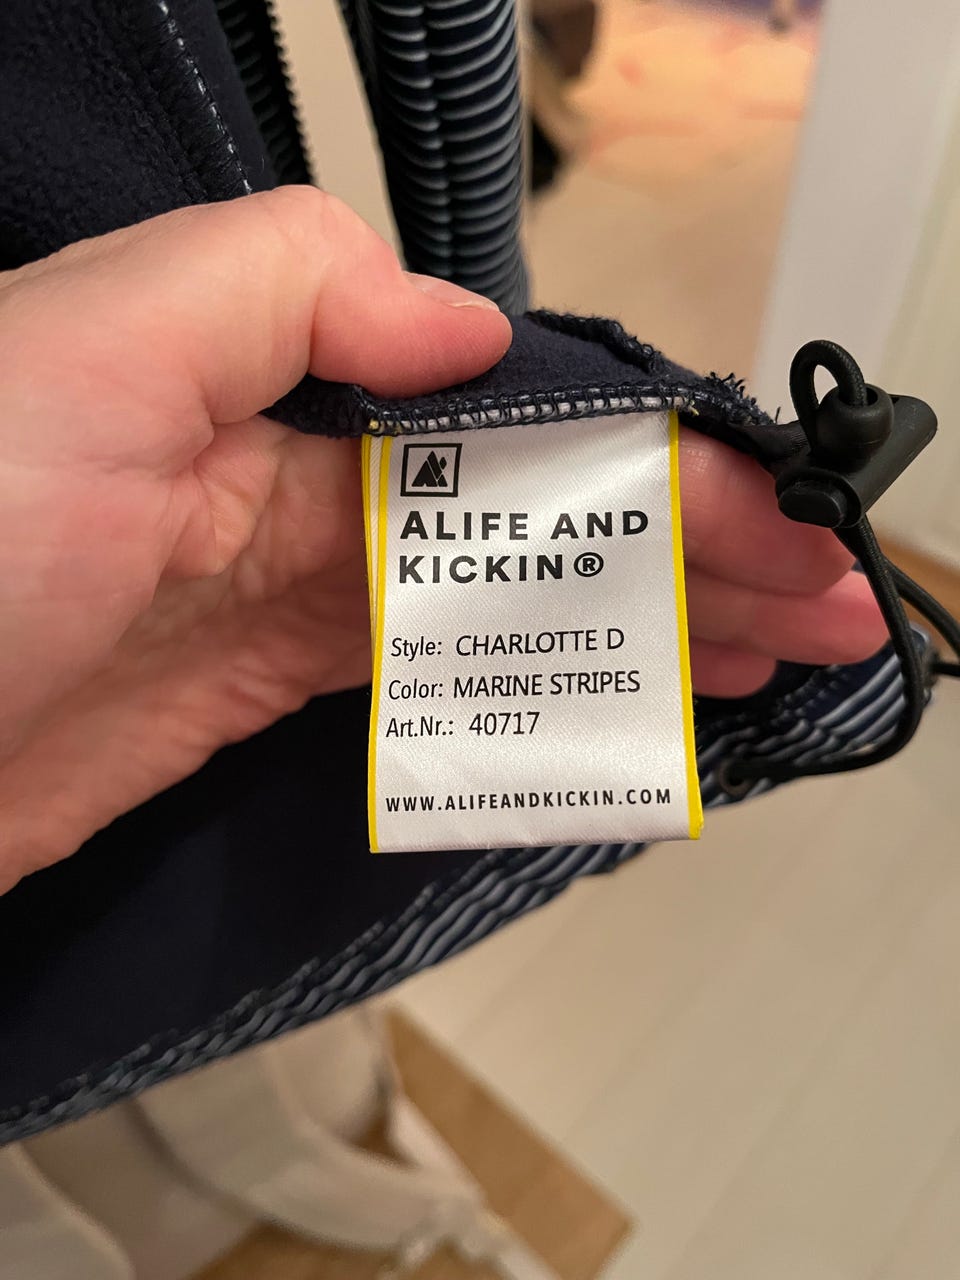 ALIFE AND
KICKIN®
Style: CHARLOTTE D
Color: MARINE STRIPES
Art.Nr.: 40717
WWW.ALIFEANDKICKIN.COM